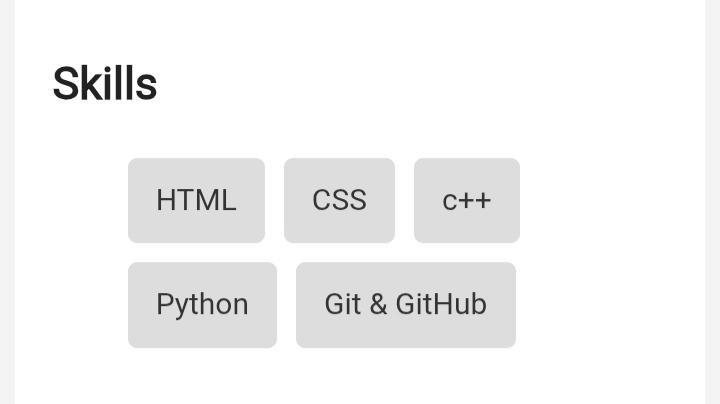 Skills
HTML CSS c++
Python Git & GitHub